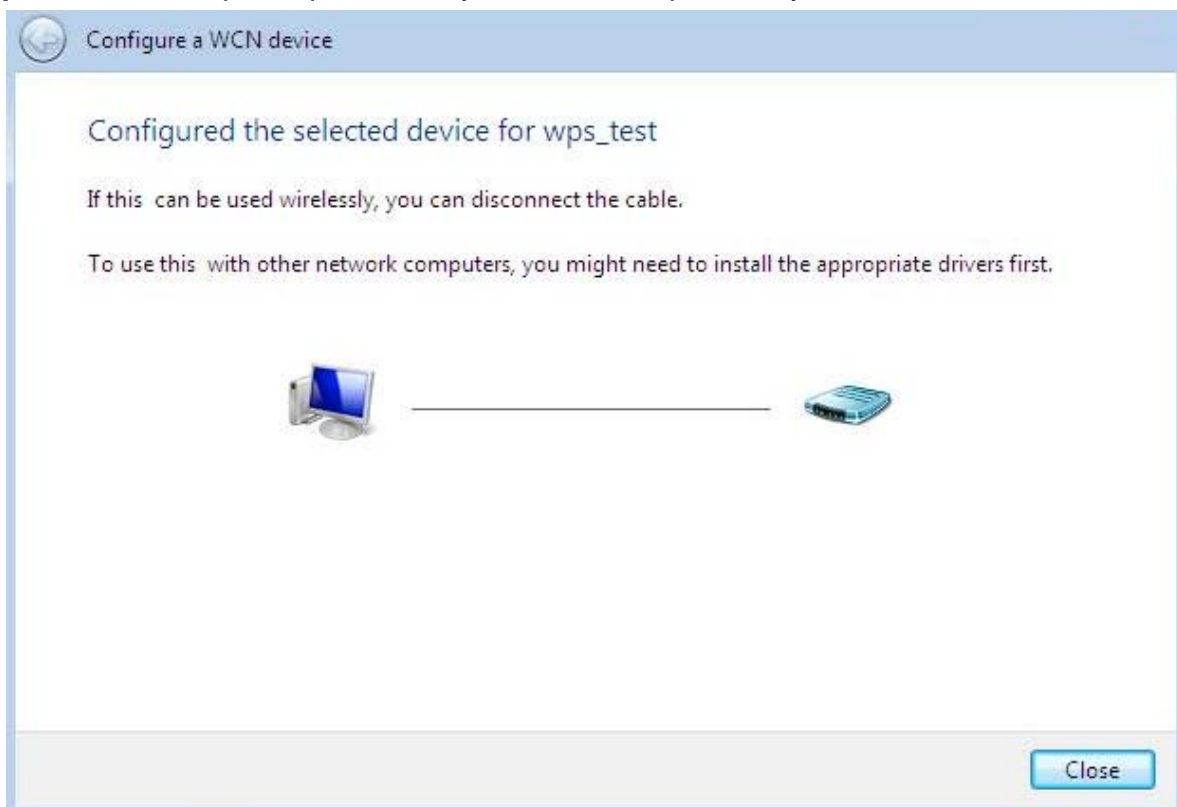 Configure a WCN device
Configured the selected device for wps_test
If this can be used wirelessly, you can disconnect the cable.
To use this with other network computers, you might need to install the appropriate drivers first.
Close